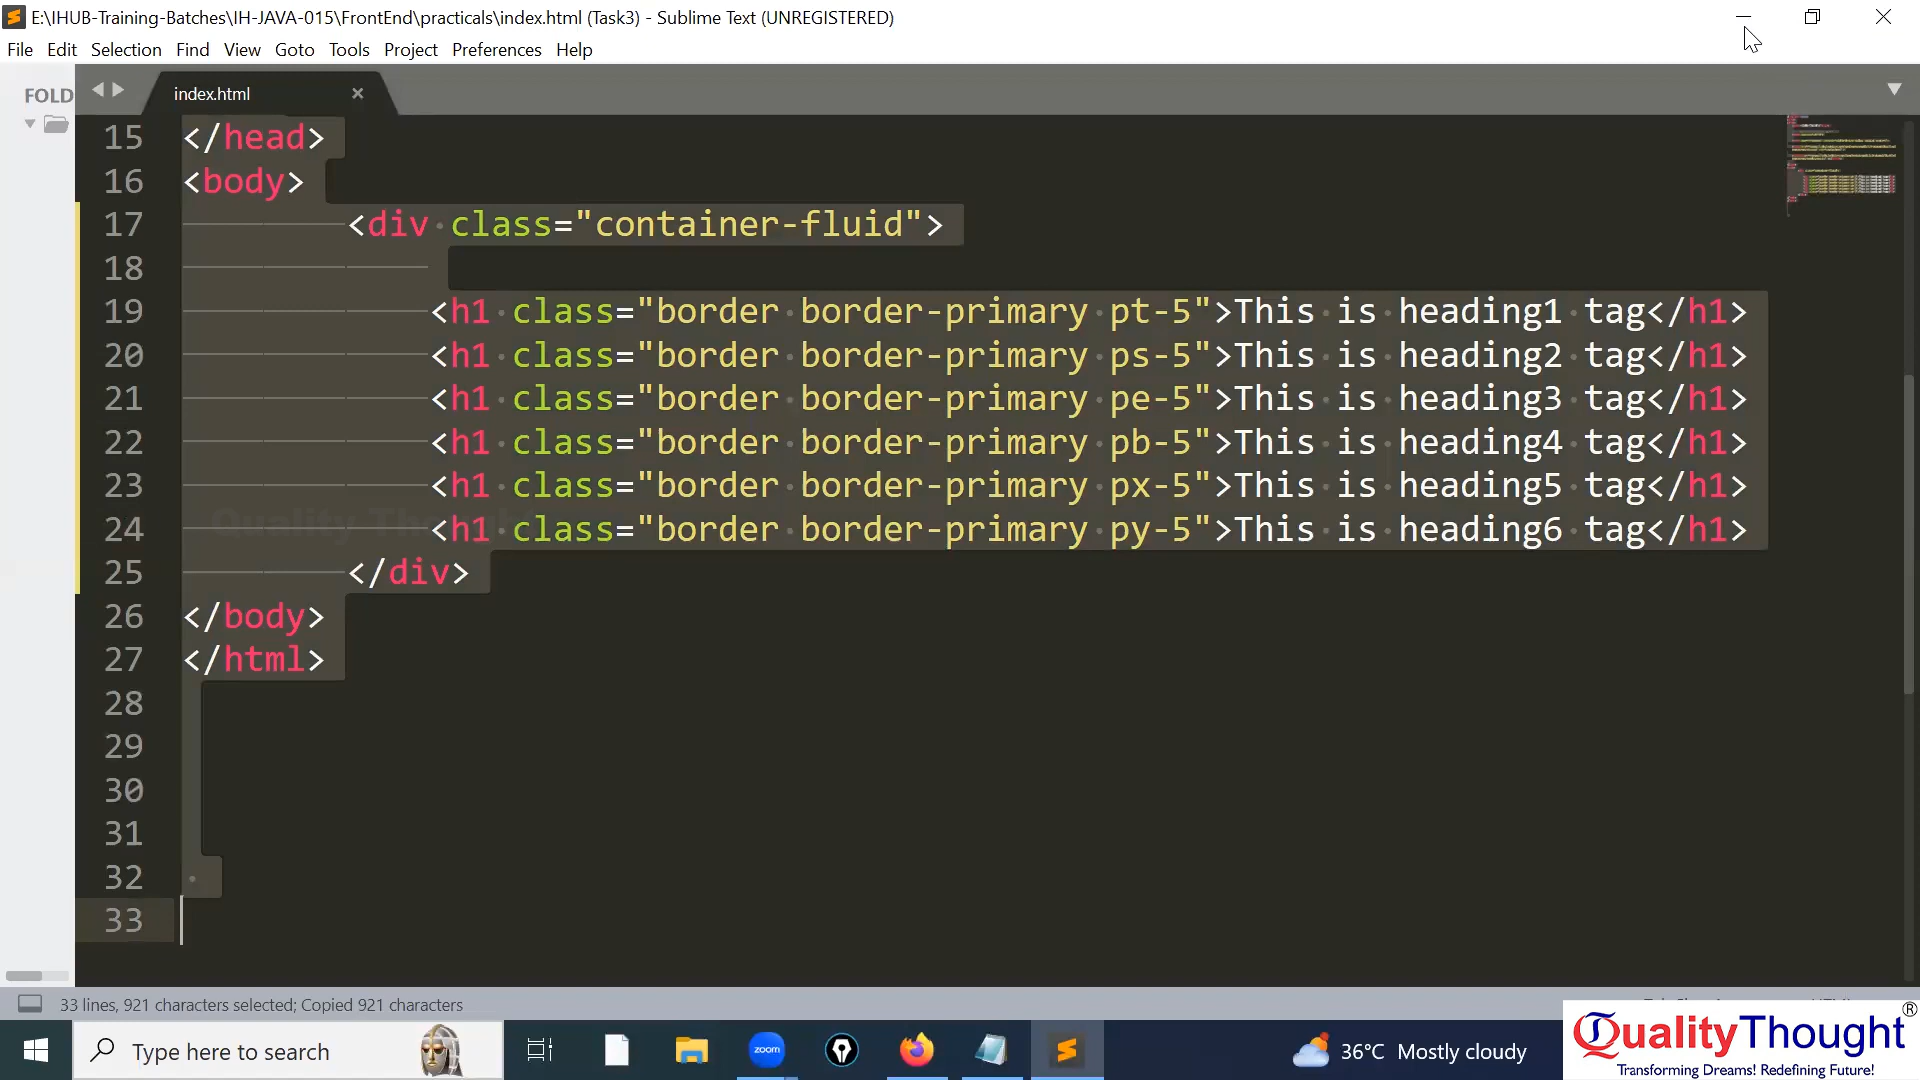 E:\IHUB-Training-Batches\IH-JAVA-015\FrontEnd\practicals\index.html (Task3) - Sublime Text (UNREGISTERED)
File Edit Selection Find View Goto Tools Project Preferences Help
FOLD
index.html
15 </head>
16 <body>
17 <div class="container-fluid">
18
19 <h1 class="border border-primary pt-5">This is heading1 tag</h1>
20 <h1 class="border border-primary ps-5">This is heading2 tag</h1>
21 <h1 class="border border-primary pe-5">This is heading3 tag</h1>
22 <h1 class="border border-primary pb-5">This is heading4 tag</h1>
23 <h1 class="border border-primary px-5">This is heading5 tag</h1>
24 <h1 class="border border-primary py-5">This is heading6 tag</h1>
25 </div>
26 </body>
27 </html>
28
29
30
31
32
33
33 lines, 921 characters selected; Copied 921 characters
Type here to search
zoom
36°C Mostly cloudy
QualityThought®
Transforming Dreams! Redefining Future!